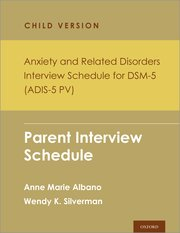 CHILD VERSION
Anxiety and Related Disorders
Interview Schedule for DSM-5
(ADIS-5 PV)
Parent Interview
Schedule
Anne Marie Albano
Wendy K. Silverman
OXFORD